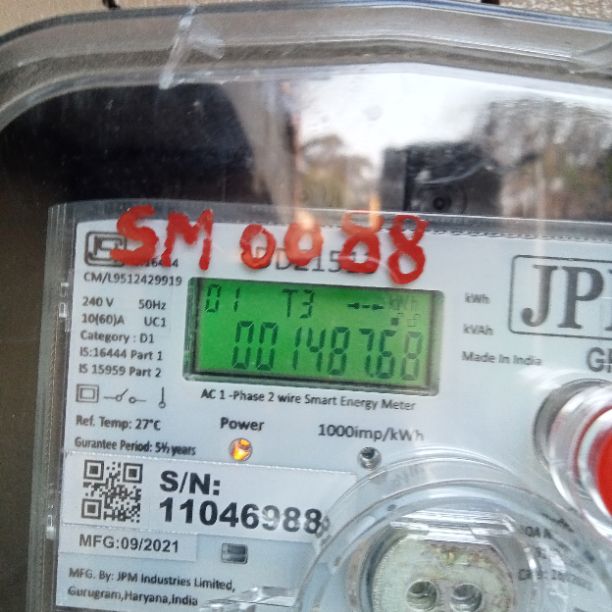 SM 0088
CM/L9512429919
240 V 50Hz
10(60)A UC1
Category : D1
IS:16444 Part 1
IS 15959 Part 2
01 T3 kWh
001487.68
kWh
kVAh
JP
Made In India
AC 1 -Phase 2 wire Smart Energy Meter
Ref. Temp: 27°C
Power
1000imp/kWh
Gurantee Period: 5½ years
S/N:
11046988
MFG:09/2021
MFG. By: JPM Industries Limited,
Gurugram,Haryana,India